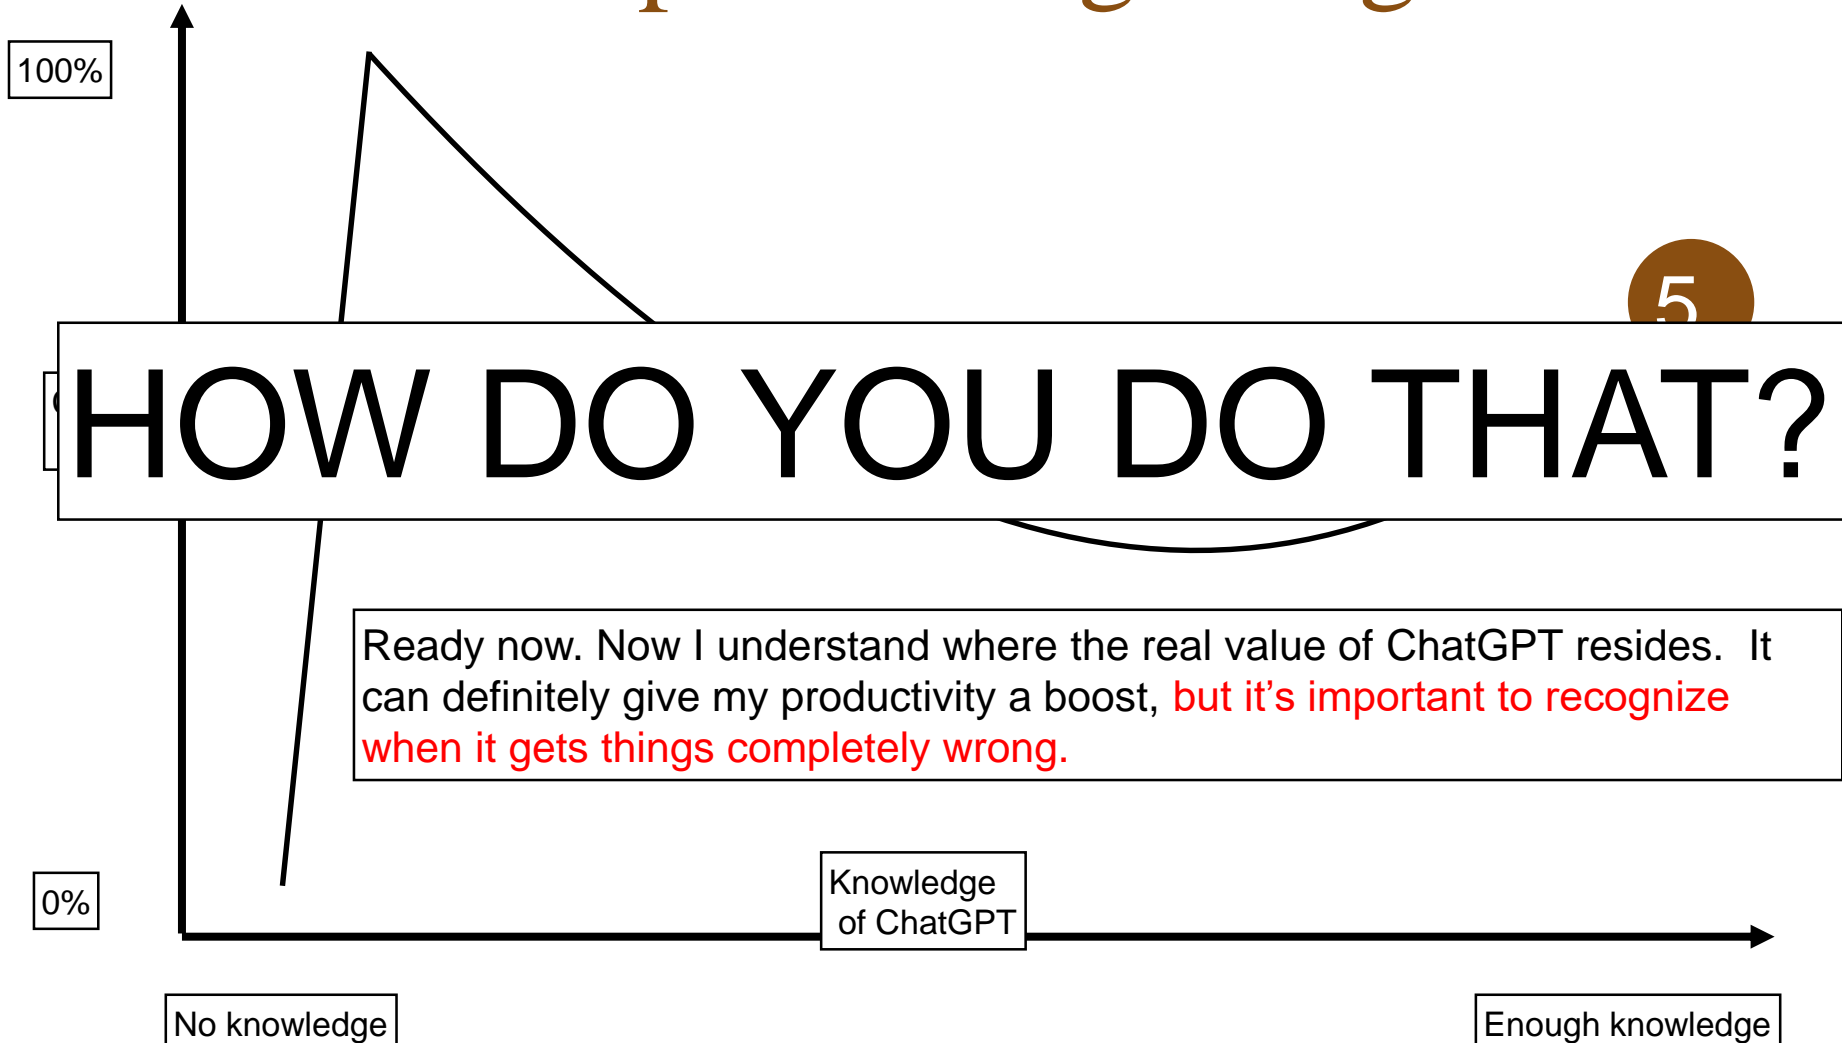 100%
5
HOW DO YOU DO THAT?
Ready now. Now I understand where the real value of ChatGPT resides.  It
can definitely give my productivity a boost, but it’s important to recognize
when it gets things completely wrong.
0%
Knowledge
of ChatGPT
No knowledge
Enough knowledge